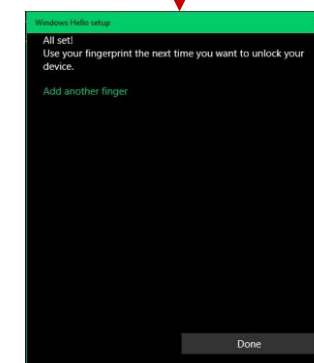 Windows Hello setup
All set!
Use your fingerprint the next time you want to unlock your
device.
Add another finger
Done